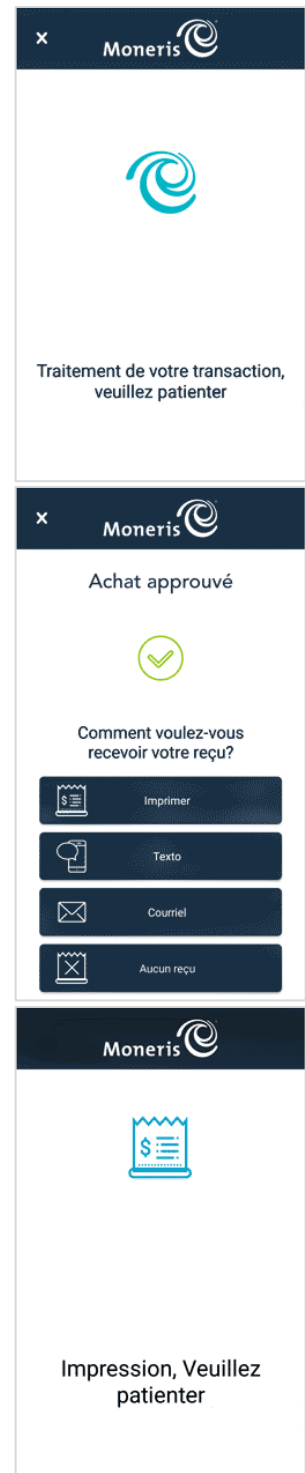 ×
Moneris
Traitement de votre transaction,
veuillez patienter
×
Moneris
Achat approuvé
Comment voulez-vous
recevoir votre reçu?
$
Imprimer
Texto
Courriel
Aucun reçu
Moneris
$
Impression, Veuillez
patienter